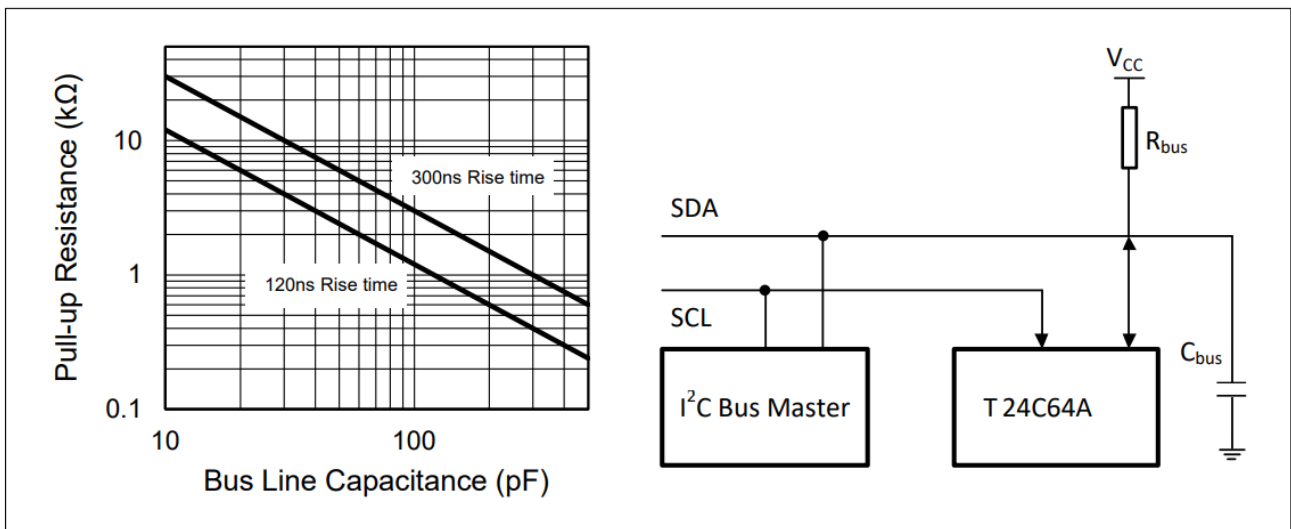 Pull-up Resistance (kΩ)
10
1
0.1
300ns Rise time
120ns Rise time
10
100
Bus Line Capacitance (pF)
VCC
Rbus
SDA
SCL
I²C Bus Master
T 24C64A
Cbus